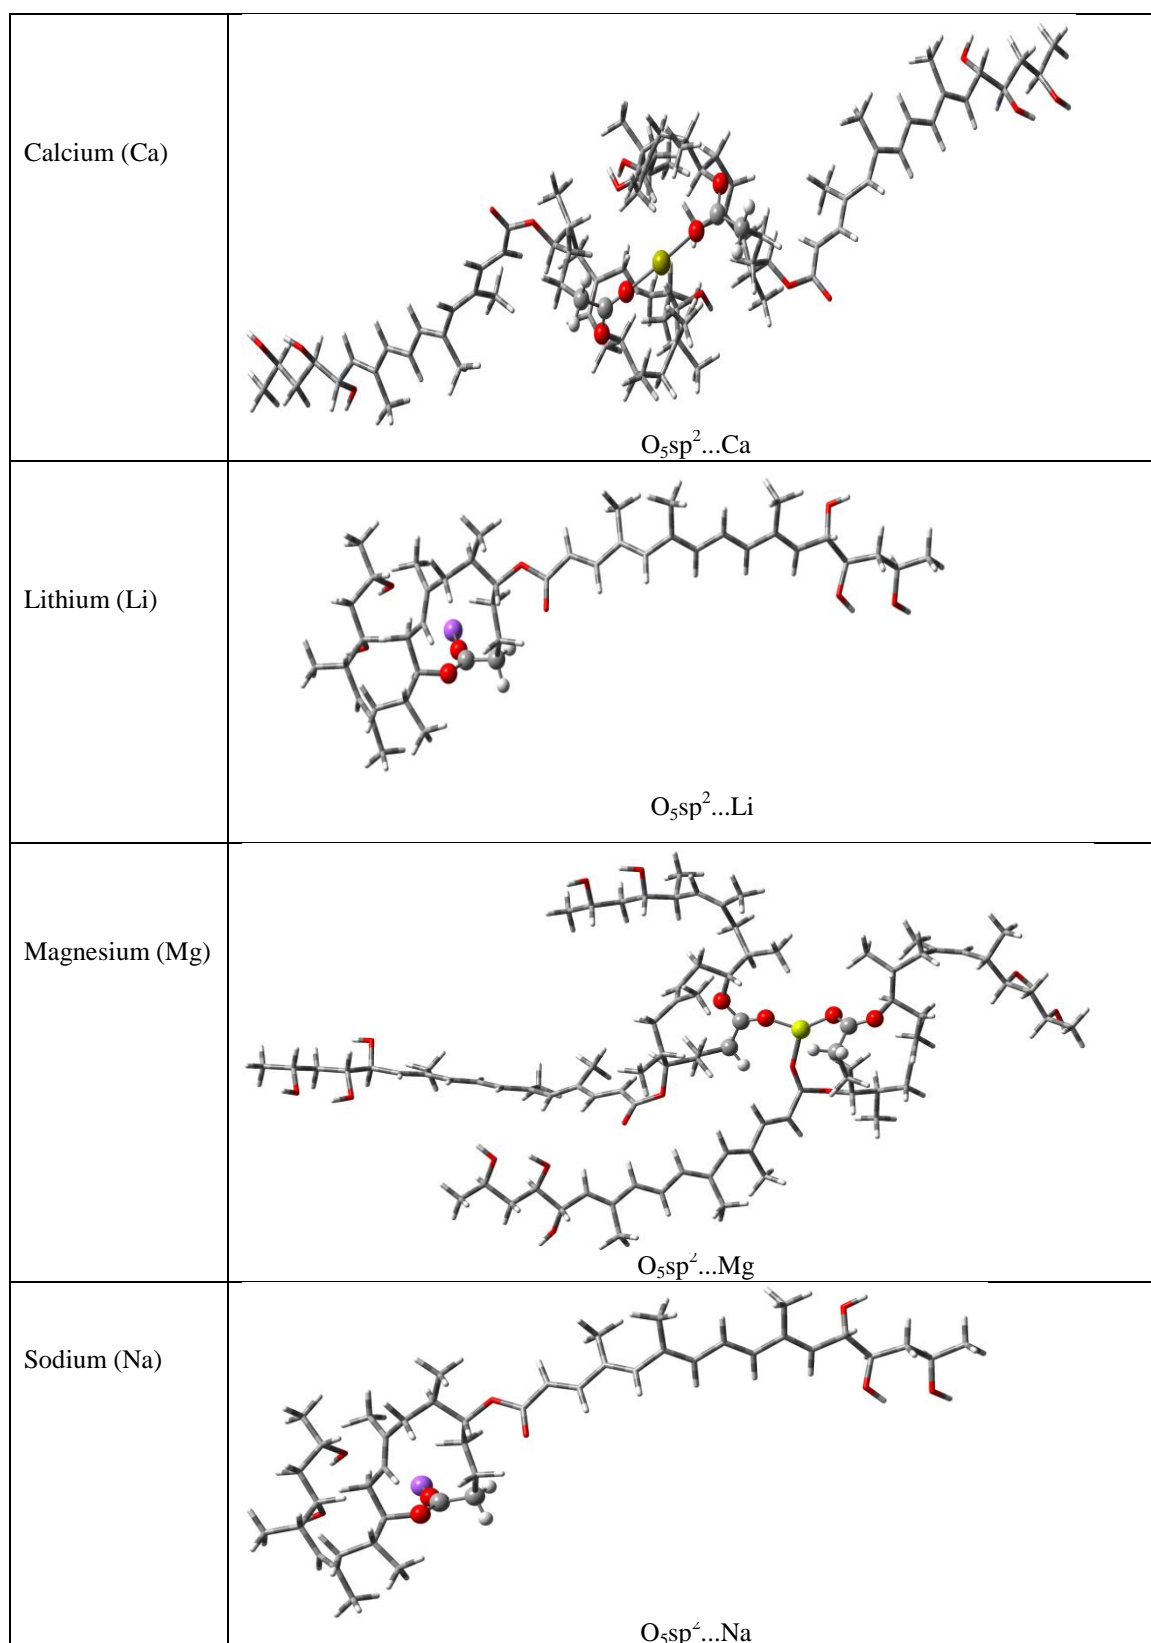 Calcium (Ca)
O₅sp²...Ca
Lithium (Li)
O₅sp²...Li
Magnesium (Mg)
O₅sp²...Mg
Sodium (Na)
O₅sp²...Na